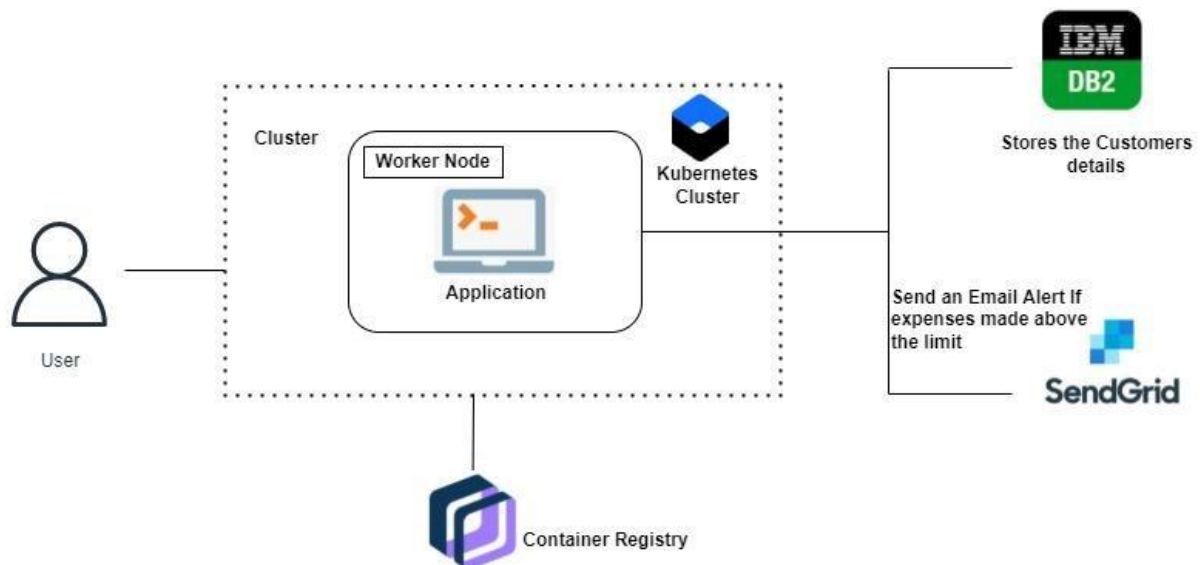 IBM
DB2
Stores the Customers
details
Cluster
Worker Node
Kubernetes
Cluster
Application
User
Send an Email Alert If
expenses made above
the limit
SendGrid
Container Registry